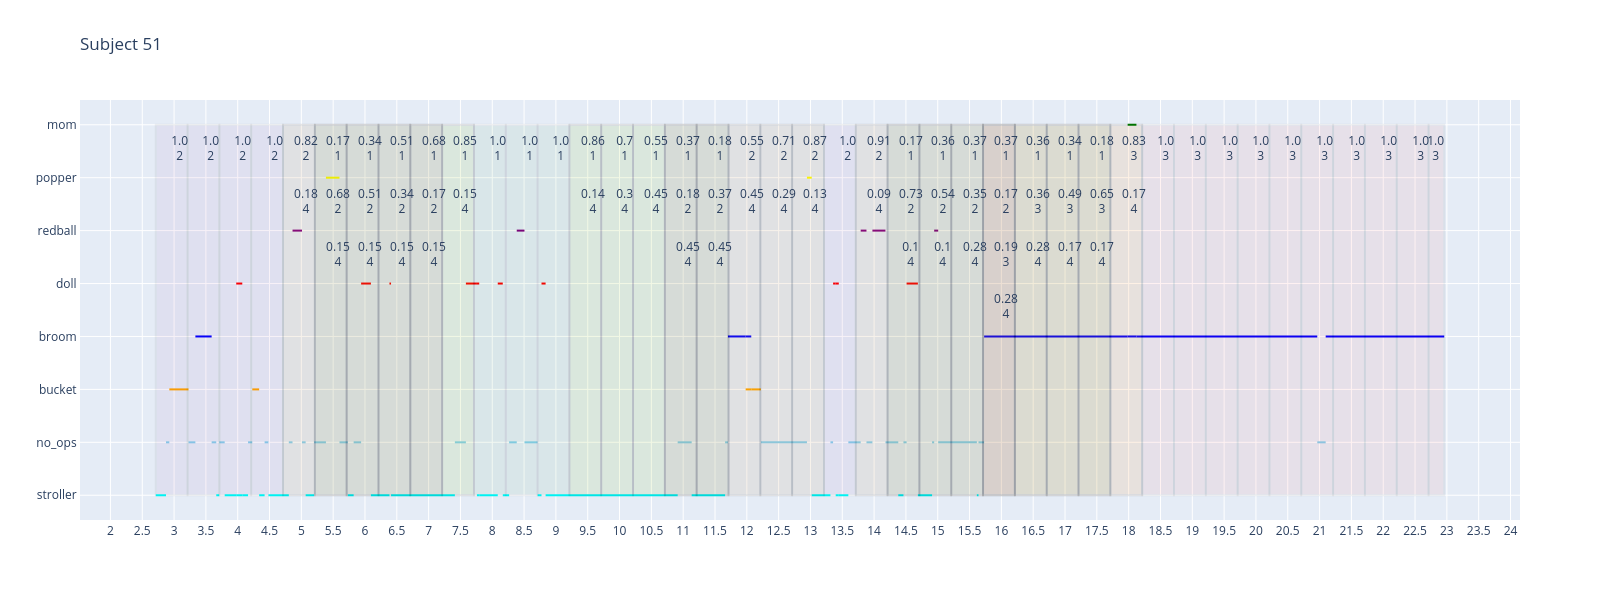 Subject 51
mom
1.0 1.0 1.0 1.0 0.82 0.17 0.34 0.51 0.68 0.85 1.0 1.0 1.0 0.86 0.7 0.55 0.37 0.18 0.55 0.71 0.87 1.0 0.91 0.17 0.36 0.37 0.37 0.36 0.34 0.18 0.83 1.0 1.0 1.0 1.0 1.0 1.0 1.0 1.0 1.0 1.0
2 2 2 2 2 1 1 1 1 1 1 1 1 1 1 1 1 1 2 2 2 2 2 1 1 1 1 1 1 1 3 3 3 3 3 3 3 3 3 3 3
popper
0.18 0.68 0.51 0.34 0.17 0.15 0.14 0.3 0.45 0.18 0.37 0.45 0.29 0.13 0.09 0.73 0.54 0.35 0.17 0.36 0.49 0.65 0.17
4 2 2 2 2 4 4 4 4 2 2 4 4 4 4 2 2 2 2 3 3 3 4
redball
0.15 0.15 0.15 0.15 0.45 0.45 0.1 0.1 0.28 0.19 0.28 0.17 0.17
4 4 4 4 4 4 4 4 4 3 4 4 4
doll
0.28
4
broom
bucket
no_ops
stroller
2 2.5 3 3.5 4 4.5 5 5.5 6 6.5 7 7.5 8 8.5 9 9.5 10 10.5 11 11.5 12 12.5 13 13.5 14 14.5 15 15.5 16 16.5 17 17.5 18 18.5 19 19.5 20 20.5 21 21.5 22 22.5 23 23.5 24